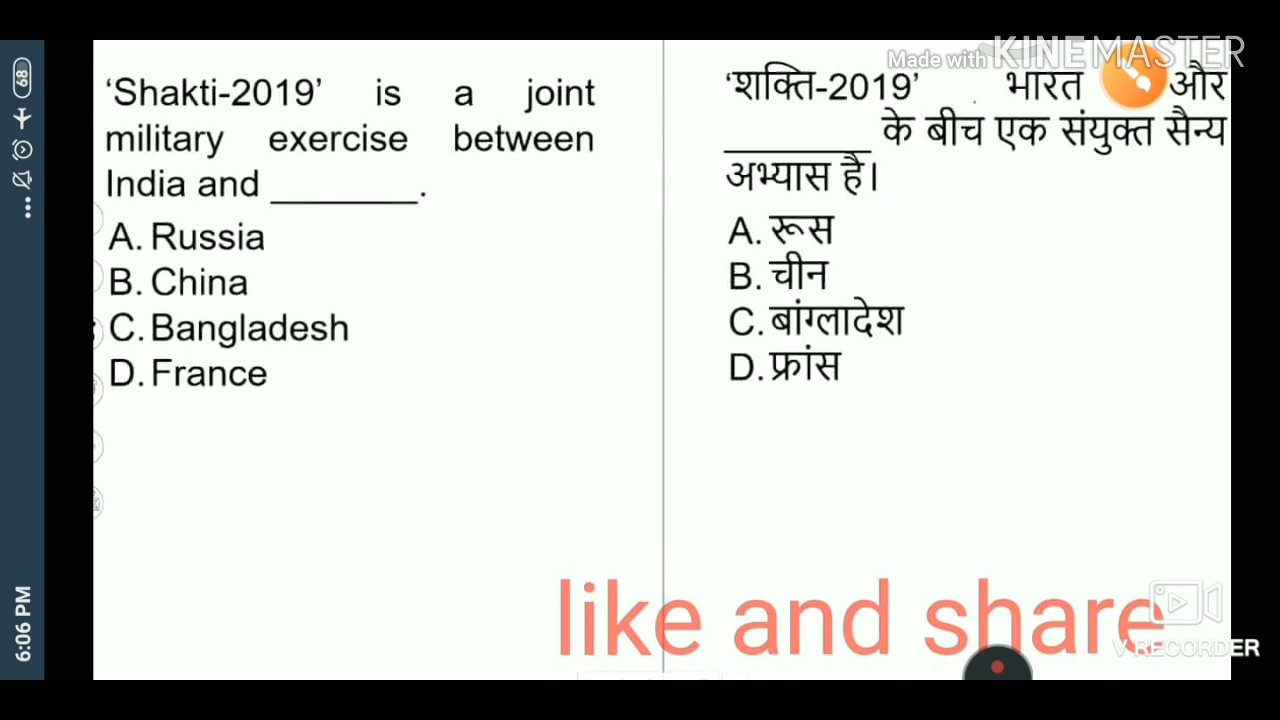 68
6:06 PM
Made with KINEMASTER
‘Shakti-2019’ is a joint
military exercise between
India and ________.
A. Russia
B. China
C. Bangladesh
D. France
‘शक्ति-2019’ भारत और
________ के बीच एक संयुक्त सैन्य
अभ्यास है।
A. रूस
B. चीन
C. बांग्लादेश
D. फ्रांस
like and share
V RECORDER